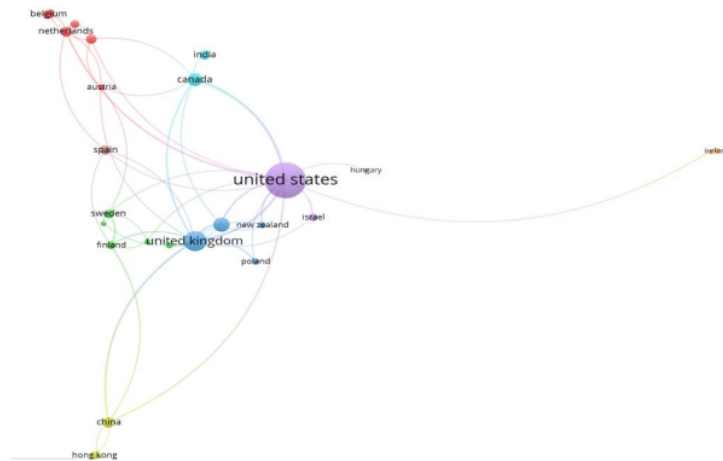 belgium
netherlands
india
canada
austria
spain
united states
hungary
sweden
new zealand
israel
finland
united kingdom
poland
china
hong kong